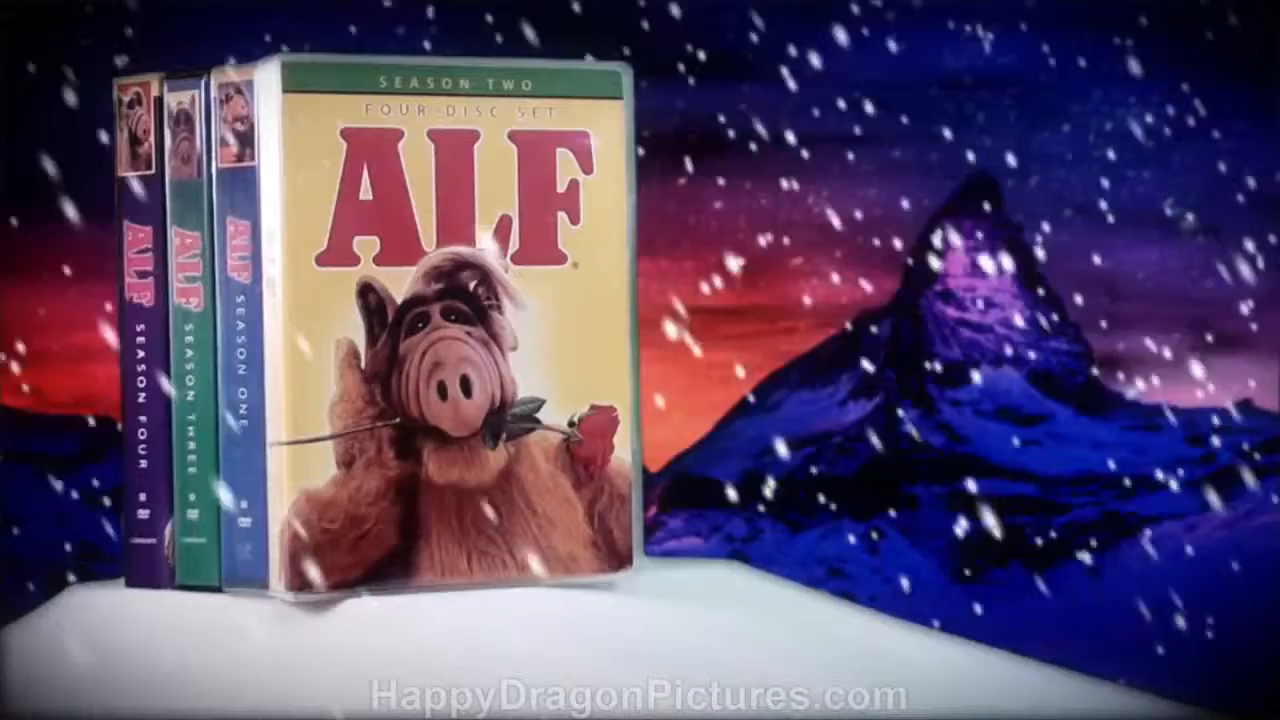 SEASON TWO
FOUR-DISC SET
ALF
ALF SEASON FOUR
ALF SEASON THREE
ALF SEASON ONE
HappyDragonPictures.com